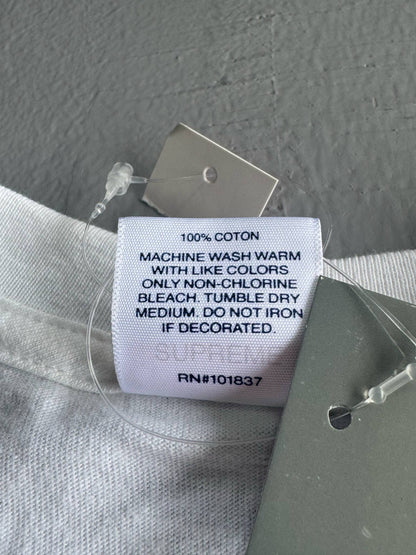 100% COTON
MACHINE WASH WARM
WITH LIKE COLORS
ONLY NON-CHLORINE
BLEACH. TUMBLE DRY
MEDIUM. DO NOT IRON
IF DECORATED.
SUPREME
RN#101837